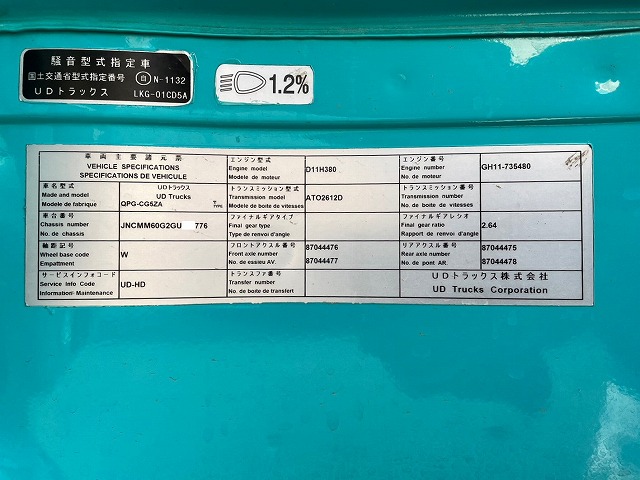 騒音型式指定車
国土交通省型式指定番号 自 N-1132
UDトラックス LKG-01CD5A
1.2%
車両主要諸元票
VEHICLE SPECIFICATIONS
SPECIFICATIONS DE VEHICULE
エンジン型式
Engine model
Modele de moteur
D11H380
エンジン番号
Engine number
No. de moteur
GH11-735480
車名型式
Made and model
Modele de fabrique
UDトラックス
UD Trucks
QPG-CG5ZA
TYPE
トランスミッション型式
Transmission model
Modele de boite de vitesses
ATO2612D
トランスミッション番号
Transmission number
No. de boite de vitesses
車台番号
Chassis number
No. de chassis
JNCMM60G2GU 776
ファイナルギアタイプ
Final gear type
Type de renvoi d'angle
ファイナルギアレシオ
Final gear ratio
Rapport de renvoi d'angle
2.64
軸距記号
Wheel base code
Empattment
W
フロントアクスル番号
Front axle number
No. de essieu AV.
87044476
87044477
リアアクスル番号
Rear axle number
No. de pont AR.
87044475
87044478
サービスインフォコード
Service Info Code
Information Maintenance
UD-HD
トランスファ番号
Transfer number
No. de boite de transfert
UDトラックス株式会社
UD Trucks Corporation